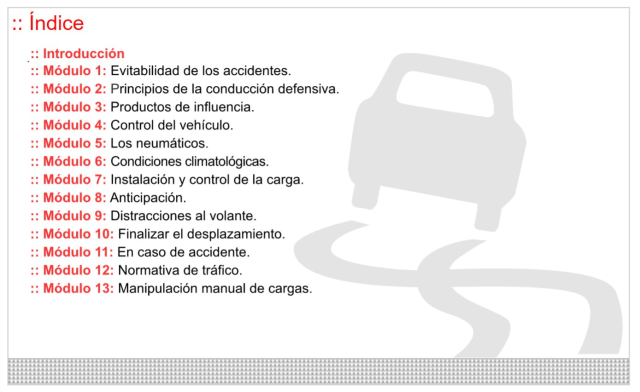 :: Índice
:: Introducción
:: Módulo 1: Evitabilidad de los accidentes.
:: Módulo 2: Principios de la conducción defensiva.
:: Módulo 3: Productos de influencia.
:: Módulo 4: Control del vehículo.
:: Módulo 5: Los neumáticos.
:: Módulo 6: Condiciones climatológicas.
:: Módulo 7: Instalación y control de la carga.
:: Módulo 8: Anticipación.
:: Módulo 9: Distracciones al volante.
:: Módulo 10: Finalizar el desplazamiento.
:: Módulo 11: En caso de accidente.
:: Módulo 12: Normativa de tráfico.
:: Módulo 13: Manipulación manual de cargas.